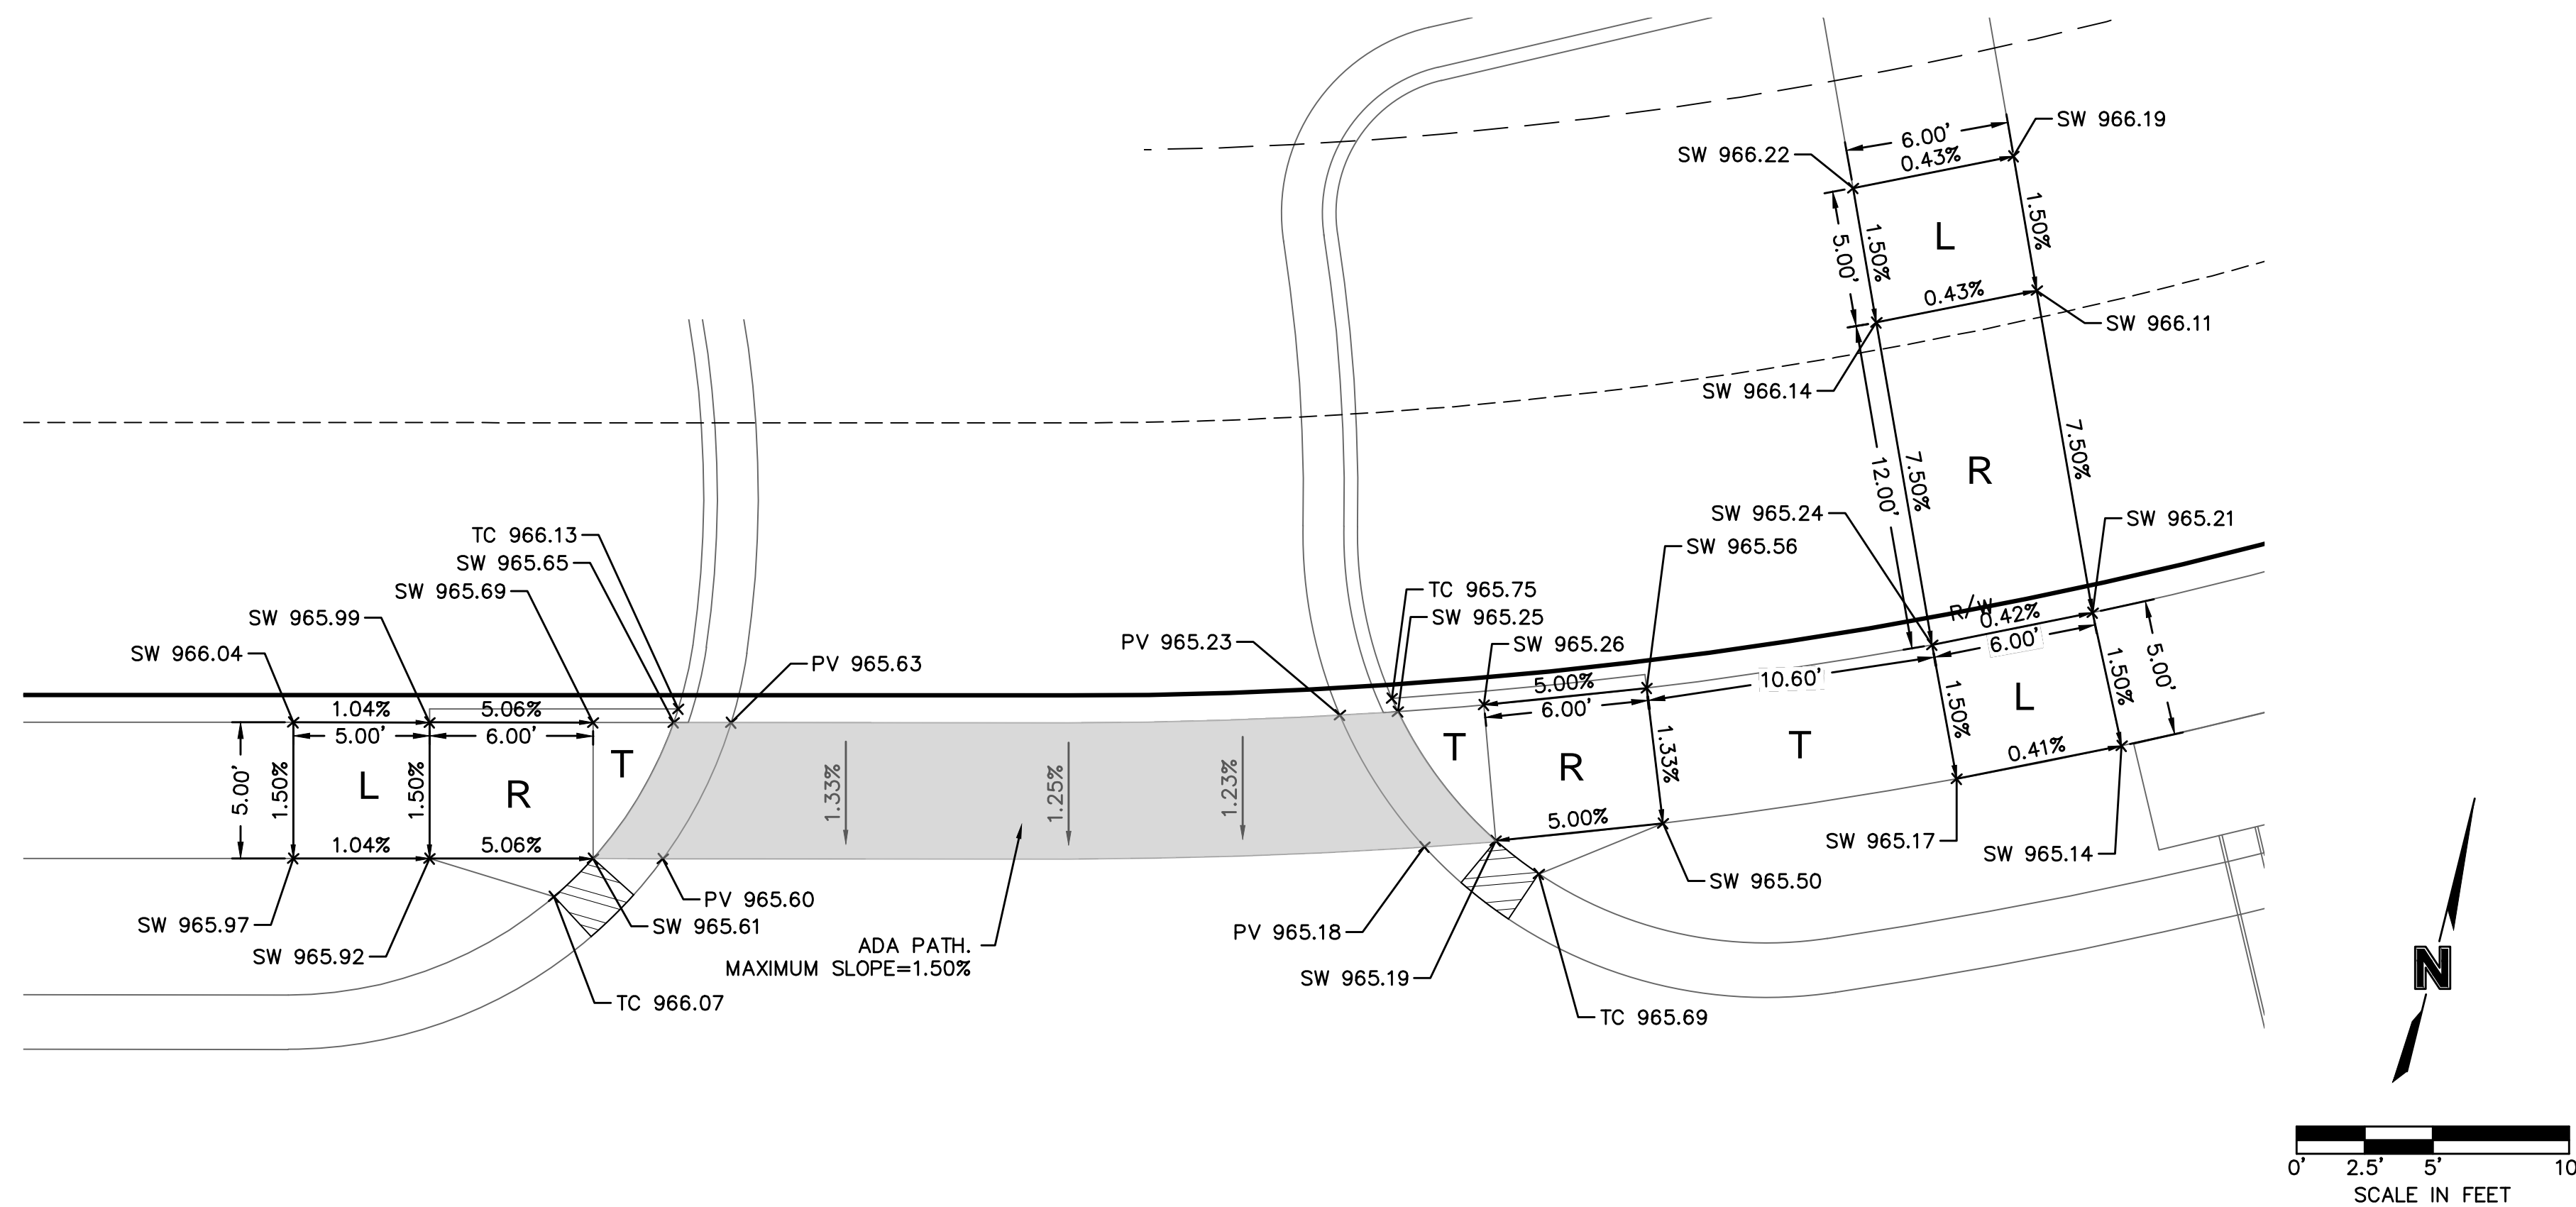 SW 966.19
6.00'
0.43%
SW 966.22
1.50%
L
1.50%
5.00'
0.43%
SW 966.11
SW 966.14
7.50%
R
7.50%
12.00'
SW 965.24
SW 965.21
TC 966.13
SW 965.56
SW 965.65
SW 965.69
TC 965.75
SW 965.25
R/W
0.42%
SW 965.99
SW 965.26
PV 965.23
6.00'
SW 966.04
PV 965.63
5.00%
10.60'
1.50%
5.00'
1.04%
5.06%
6.00'
1.50%
L
5.00'
6.00'
T
T
R
1.33%
T
5.00'
1.50%
L
1.50%
R
1.33%
1.25%
1.23%
0.41%
1.04%
5.06%
5.00%
SW 965.17
SW 965.14
SW 965.50
PV 965.60
SW 965.97
SW 965.61
PV 965.18
SW 965.92
ADA PATH.
MAXIMUM SLOPE=1.50%
SW 965.19
TC 966.07
TC 965.69
N
0' 2.5' 5' 10
SCALE IN FEET